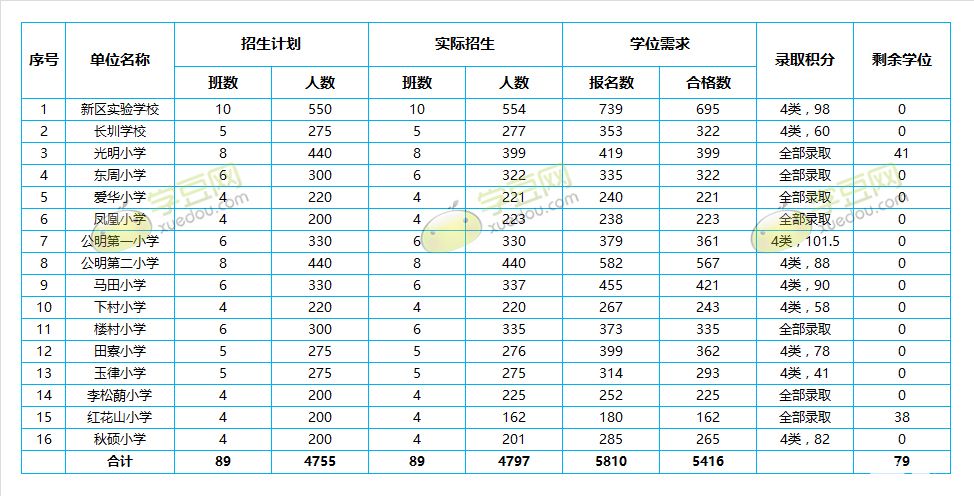 序号 单位名称 招生计划 实际招生 学位需求 录取积分 剩余学位
班数 人数 班数 人数 报名数 合格数
1 新区实验学校 10 550 10 554 739 695 4类，98 0
2 长圳学校 5 275 5 277 353 322 4类，60 0
3 光明小学 8 440 8 399 419 399 全部录取 41
4 东周小学 6 300 6 322 335 322 全部录取 0
5 爱华小学 4 220 4 221 240 221 全部录取 0
6 凤凰小学 4 200 4 223 238 223 全部录取 0
7 公明第一小学 6 330 6 330 379 361 4类，101.5 0
8 公明第二小学 8 440 8 440 582 567 4类，88 0
9 马田小学 6 330 6 337 455 421 4类，90 0
10 下村小学 4 220 4 220 267 243 4类，58 0
11 楼村小学 6 300 6 335 373 335 全部录取 0
12 田寮小学 5 275 5 276 399 362 4类，78 0
13 玉律小学 5 275 5 275 314 293 4类，41 0
14 李松蓢小学 4 200 4 225 252 225 全部录取 0
15 红花山小学 4 200 4 162 180 162 全部录取 38
16 秋硕小学 4 200 4 201 285 265 4类，82 0
合计 89 4755 89 4797 5810 5416 79
学豆网 学豆网 学豆网
xuedou.com xuedou.com xuedou.com